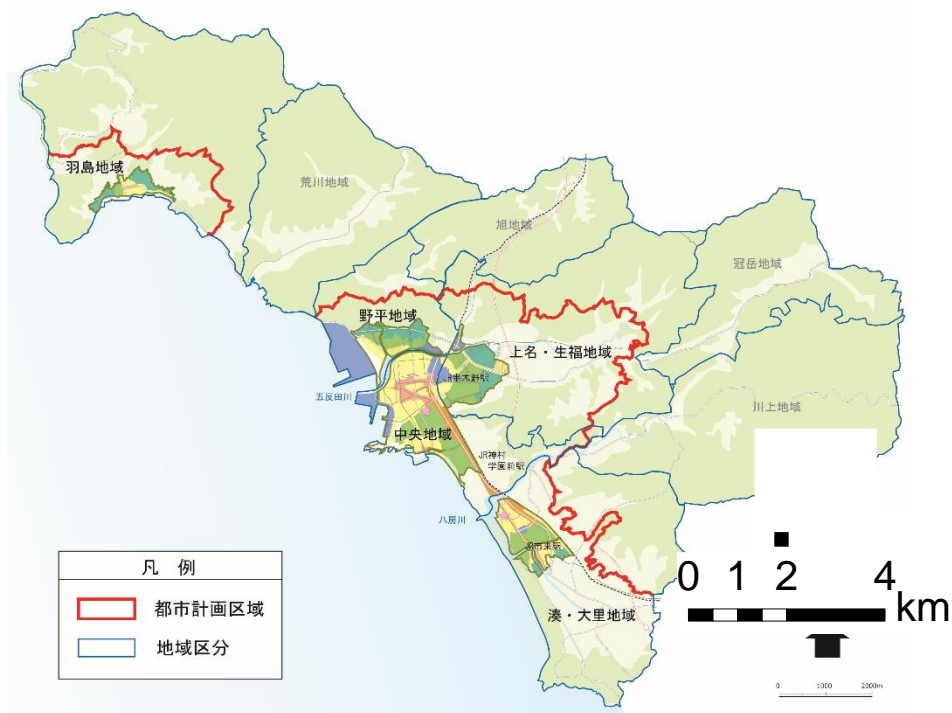 羽島地域
荒川地域
旭地域
冠岳地域
野平地域
上名・生福地域
JR串木野駅
五反田川
川上地域
中央地域
JR神村
学園前駅
八房川
JR市来駅
湊・大里地域
凡 例
都市計画区域
地域区分
0 1 2 4
km
0 1000 2000m